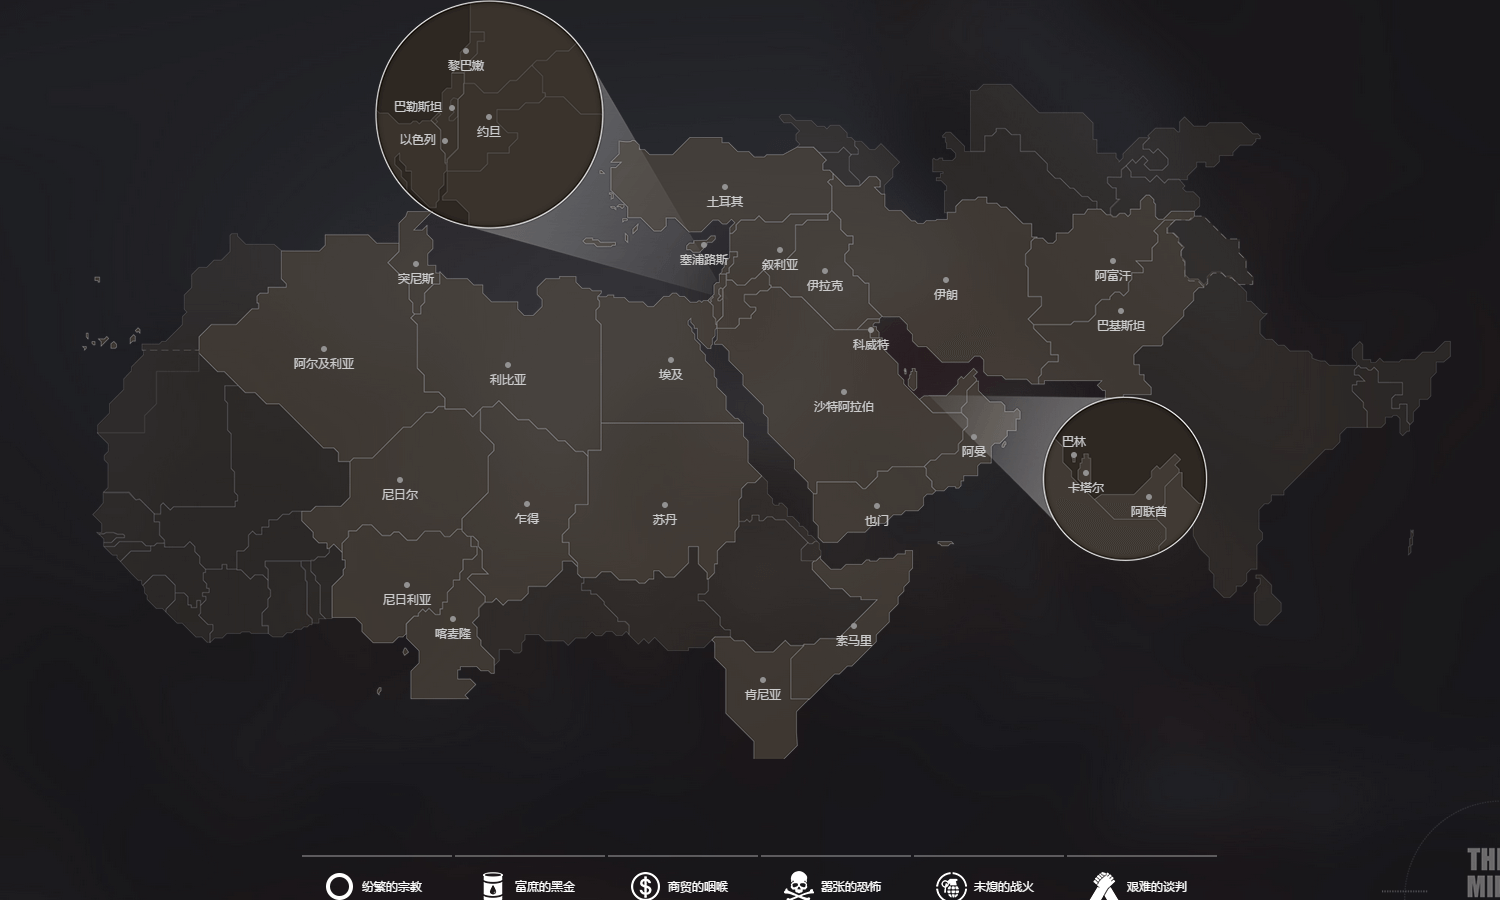 黎巴嫩
巴勒斯坦
以色列
约旦
土耳其
塞浦路斯
叙利亚
伊拉克
伊朗
阿富汗
巴基斯坦
突尼斯
阿尔及利亚
利比亚
埃及
科威特
沙特阿拉伯
阿曼
巴林
卡塔尔
阿联酋
尼日尔
乍得
苏丹
也门
尼日利亚
喀麦隆
索马里
肯尼亚
纷繁的宗教
富庶的黑金
商贸的咽喉
嚣张的恐怖
未熄的战火
艰难的谈判